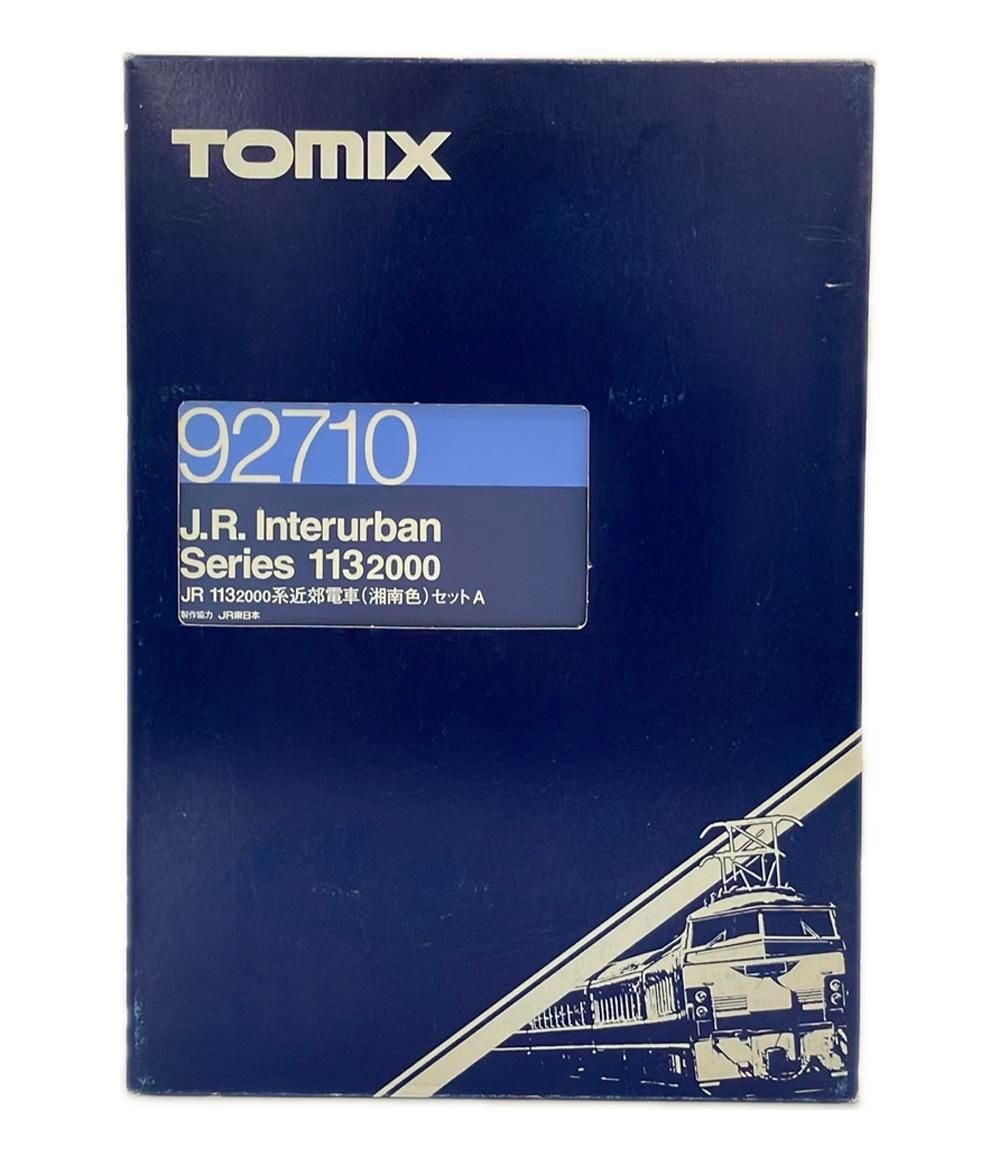 TOMIX
92710
J.R. Interurban
Series 113 2000
JR 113 2000系近郊電車(湘南色)セットA
製作協力 JR東日本